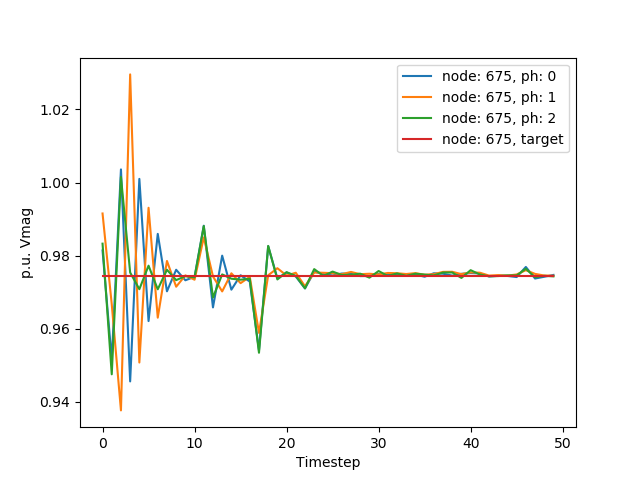 node: 675, ph: 0
node: 675, ph: 1
node: 675, ph: 2
node: 675, target
p.u. Vmag
1.02
1.00
0.98
0.96
0.94
0 10 20 30 40 50
Timestep